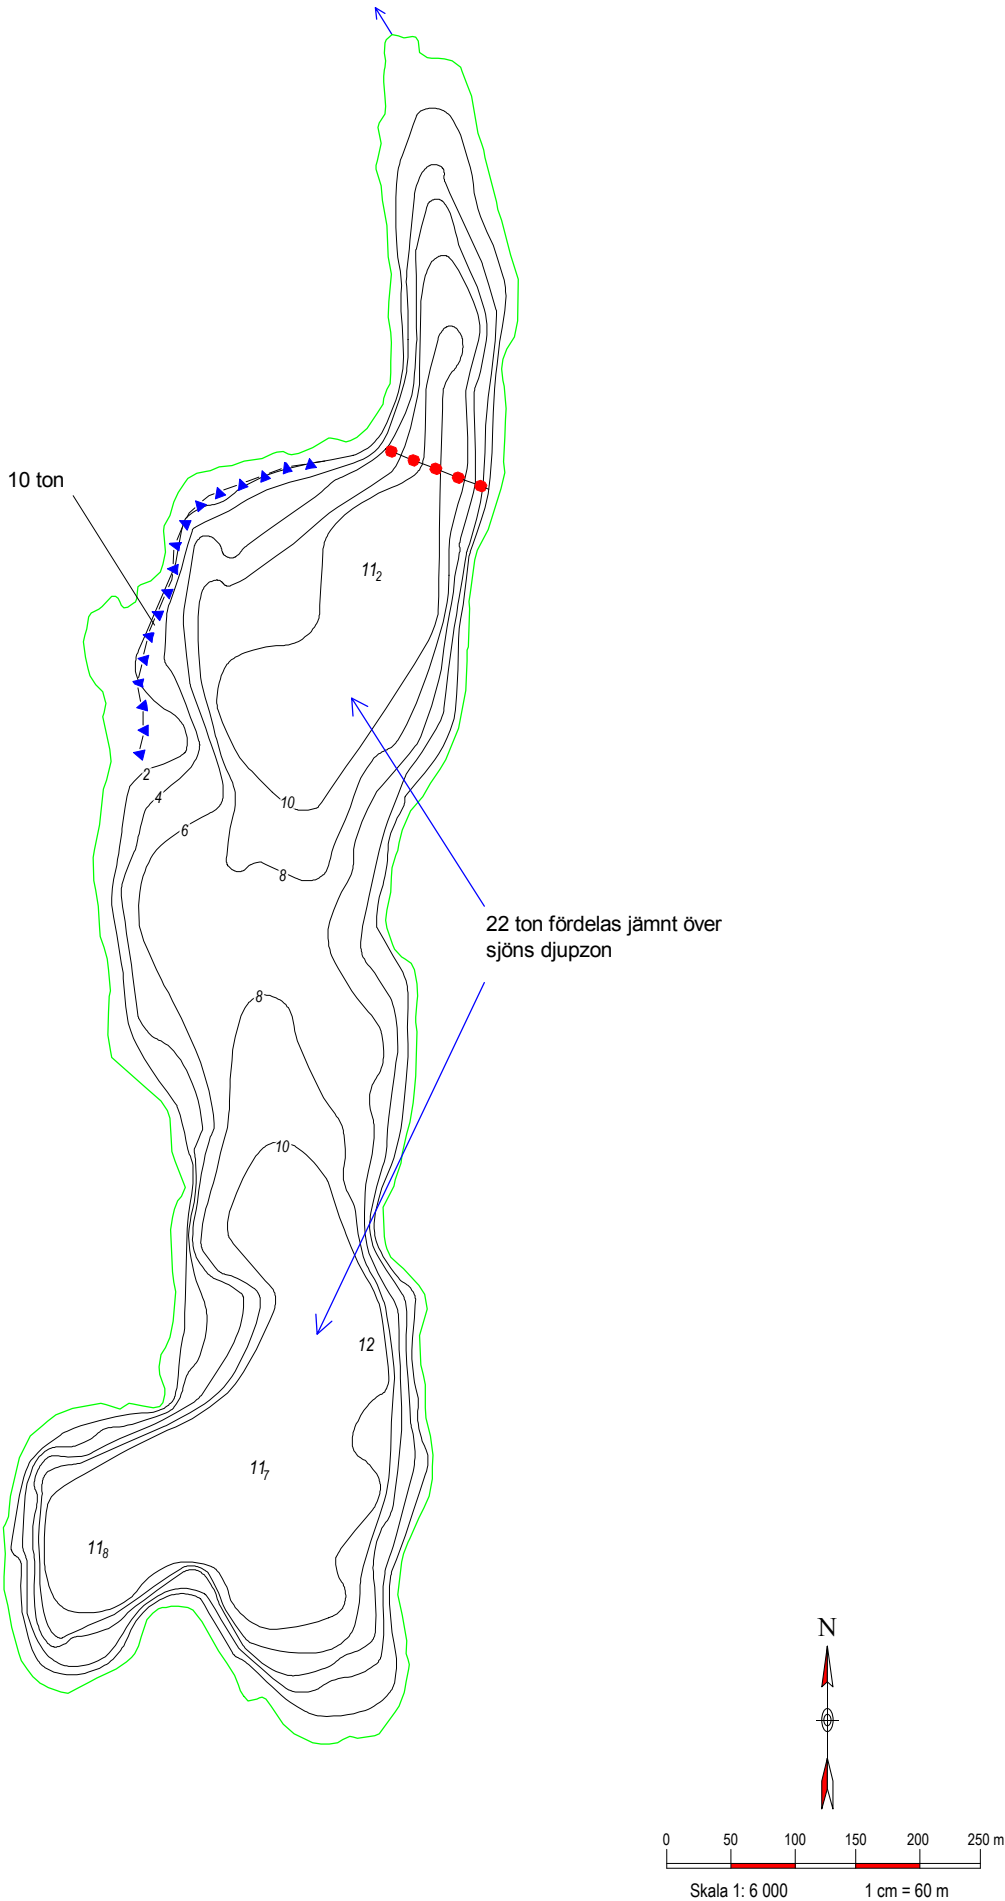 10 ton
11₂
2
4
6
10
8
22 ton fördelas jämnt över
sjöns djupzon
8
10
12
11₇
11₈
N
0 50 100 150 200 250 m
Skala 1: 6 000 1 cm = 60 m